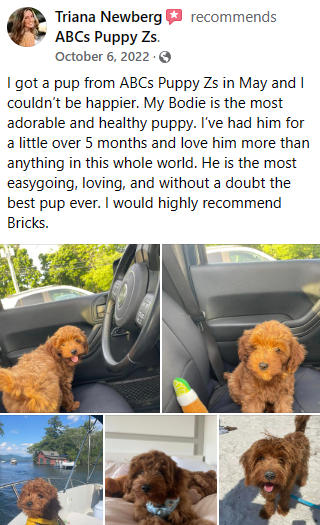 Triana Newberg recommends
ABCs Puppy Zs.
October 6, 2022 ·
I got a pup from ABCs Puppy Zs in May and I
couldn't be happier. My Bodie is the most
adorable and healthy puppy. I've had him for
a little over 5 months and love him more than
anything in this whole world. He is the most
easygoing, loving, and without a doubt the
best pup ever. I would highly recommend
Bricks.